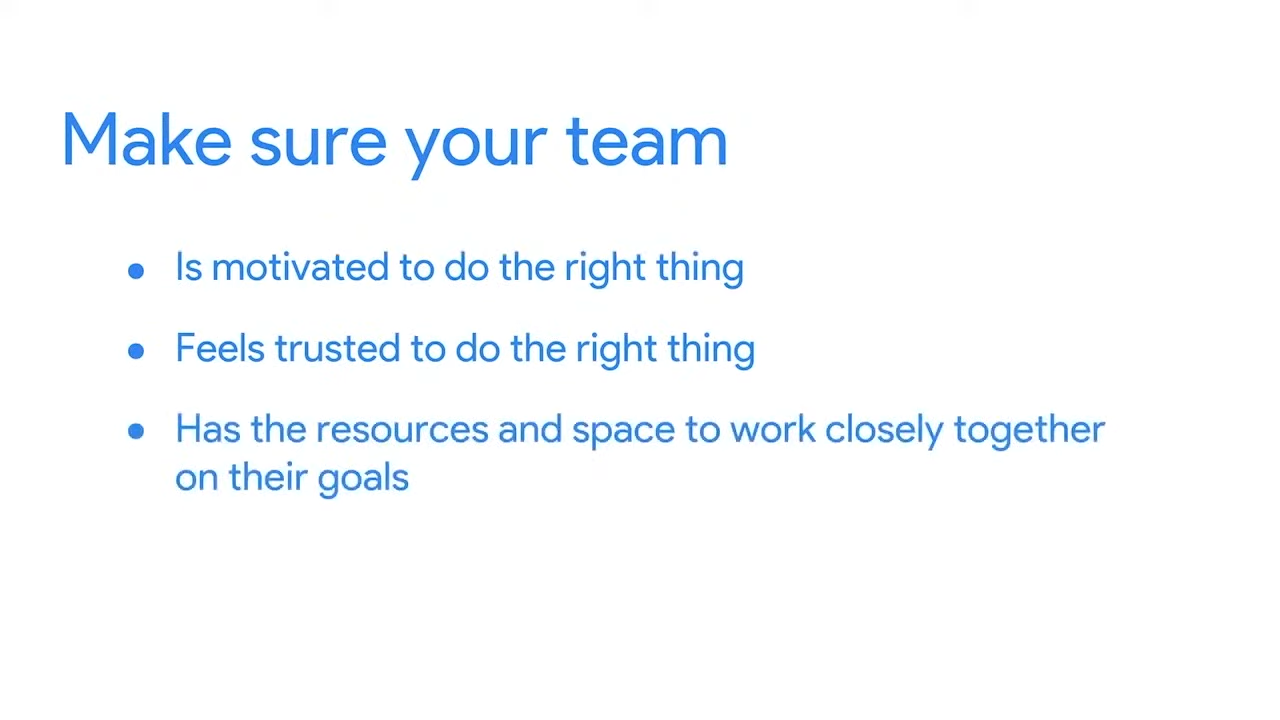 Make sure your team
● Is motivated to do the right thing
● Feels trusted to do the right thing
● Has the resources and space to work closely together
on their goals